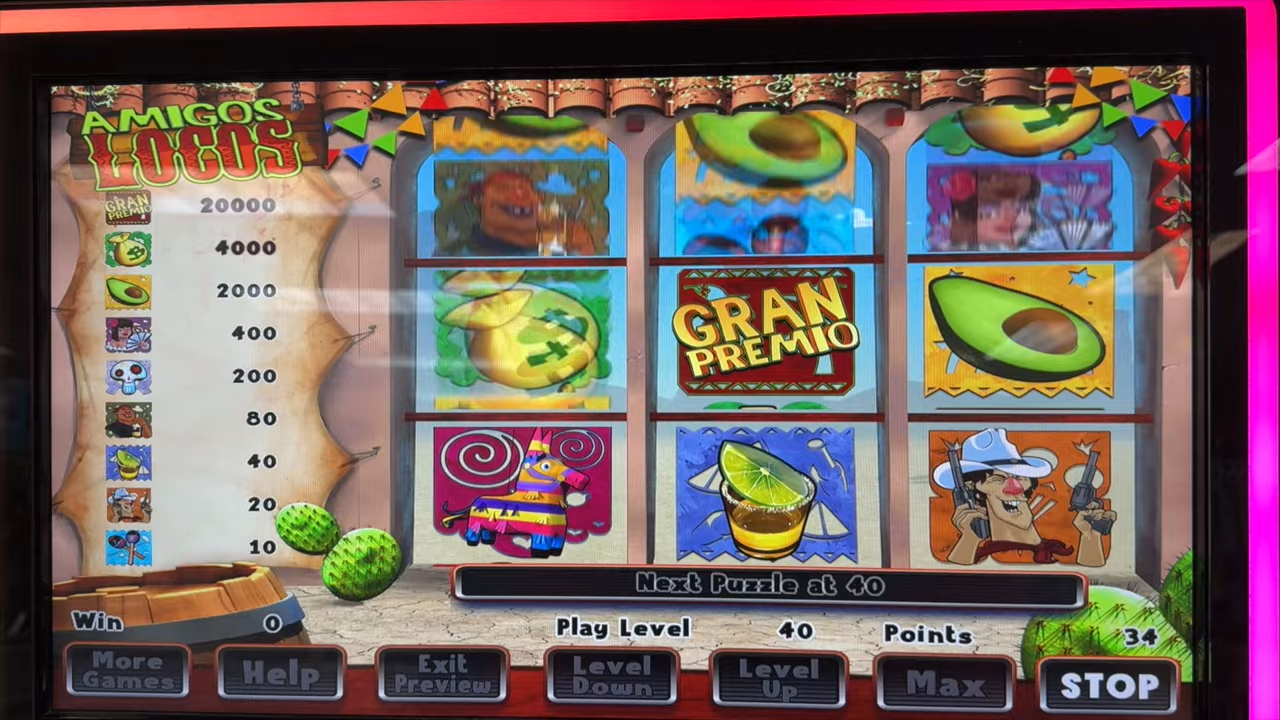 AMIGOS
LOCOS
GRAN
PREMIO
20000
4000
2000
400
200
80
40
20
10
GRAN
PREMIO
Next Puzzle at 40
Win 0
Play Level 40
Points 34
More
Games
Help
Exit
Preview
Level
Down
Level
Up
Max
STOP